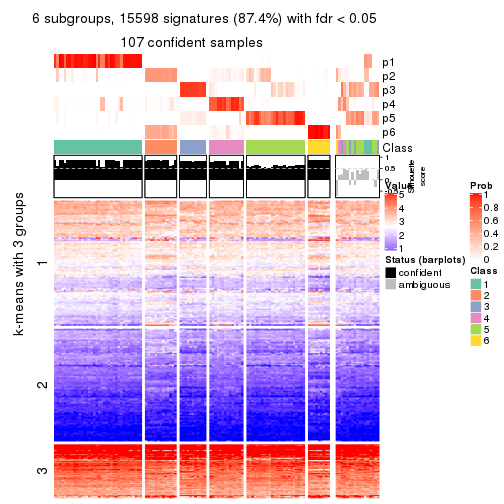 6 subgroups, 15598 signatures (87.4%) with fdr < 0.05
107 confident samples
p1
p2
p3
p4
p5
p6
Class
1
0.5
0
-0.5
Silhouette
score
k-means with 3 groups
1
2
3
Value
5
4
3
2
1
Status (barplots)
confident
ambiguous
Prob
1
0.8
0.6
0.4
0.2
0
Class
1
2
3
4
5
6